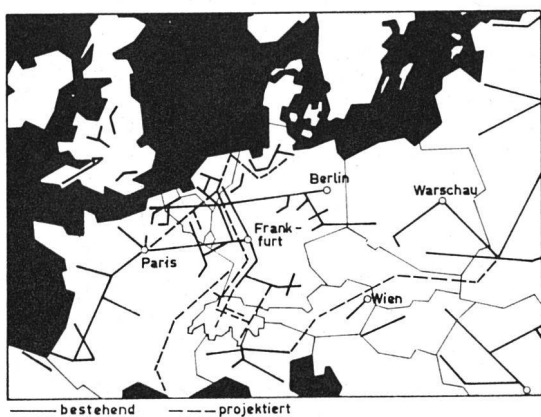 Berlin
Warschau
Frank-
furt
Paris
Wien
bestehend
projektiert